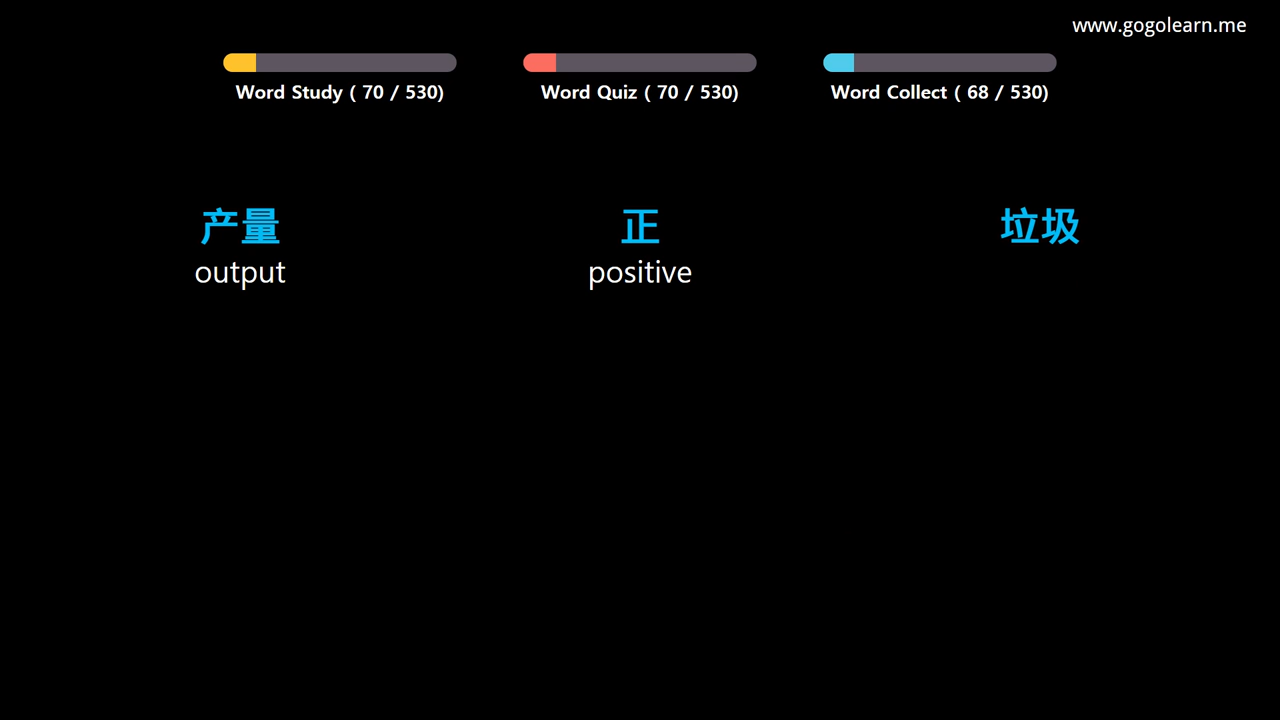 www.gogolearn.me
Word Study ( 70 / 530)
Word Quiz ( 70 / 530)
Word Collect ( 68 / 530)
产量
正
垃圾
output
positive